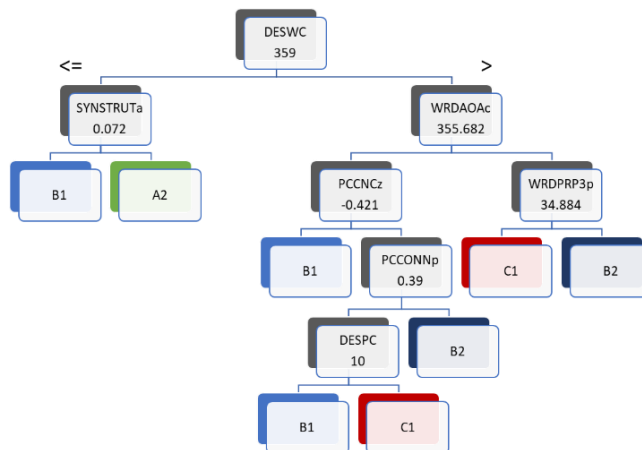 DESWC
359
<=
>
SYNSTRUTa
0.072
WRDAOAc
355.682
B1
A2
PCCNCz
-0.421
WRDPRP3p
34.884
B1
PCCONNp
0.39
C1
B2
DESPC
10
B2
B1
C1